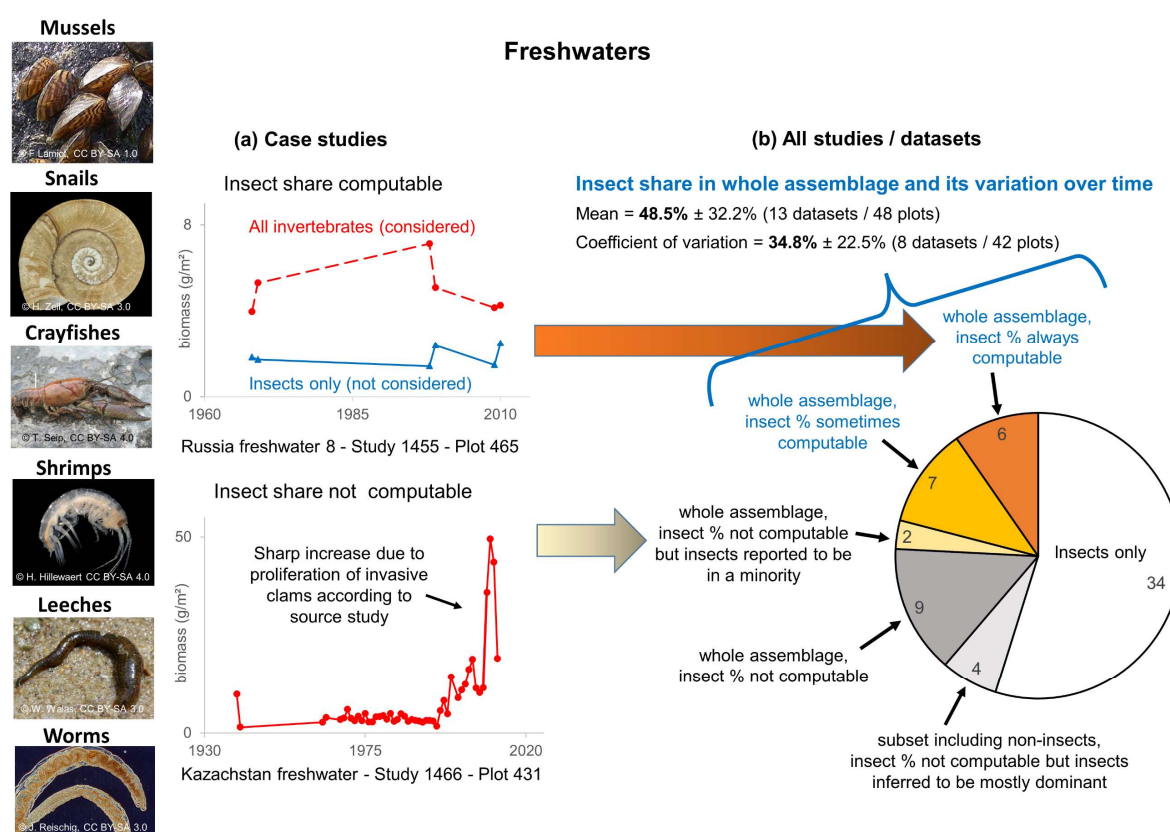 Freshwaters
Mussels
© F Lamiot, CC BY-SA 1.0
Snails
© H. Zell, CC BY-SA 3.0
Crayfishes
© T. Seip, CC BY-SA 4.0
Shrimps
© H. Hillewaert CC BY-SA 4.0
Leeches
© W. Walas, CC BY-SA 3.0
Worms
© J. Reischig, CC BY-SA 3.0
(a) Case studies
Insect share computable
8
All invertebrates (considered)
biomass (g/m²)
Insects only (not considered)
0
1960
1985
2010
Russia freshwater 8 - Study 1455 - Plot 465
Insect share not computable
50
Sharp increase due to
proliferation of invasive
clams according to
source study
biomass (g/m²)
0
1930
1975
2020
Kazachstan freshwater - Study 1466 - Plot 431
(b) All studies / datasets
Insect share in whole assemblage and its variation over time
Mean = 48.5% ± 32.2% (13 datasets / 48 plots)
Coefficient of variation = 34.8% ± 22.5% (8 datasets / 42 plots)
whole assemblage,
insect % always
computable
whole assemblage,
insect % sometimes
computable
6
7
whole assemblage,
insect % not computable
but insects reported to be
in a minority
2
Insects only
34
9
whole assemblage,
insect % not computable
4
subset including non-insects,
insect % not computable but insects
inferred to be mostly dominant